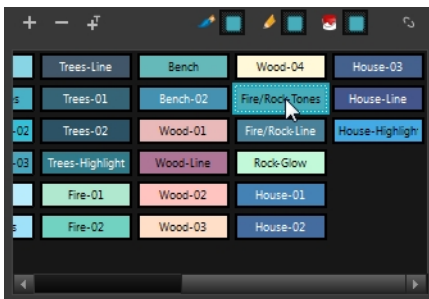 Trees-Line Bench Wood-04 House-03
s Trees-01 Bench-02 Fire/Rock-Tones House-Line
-02 Trees-02 Wood-01 Fire/Rock-Line House-Highligh
-03 Trees-Highlight Wood-Line Rock-Glow
Fire-01 Wood-02 House-01
s Fire-02 Wood-03 House-02